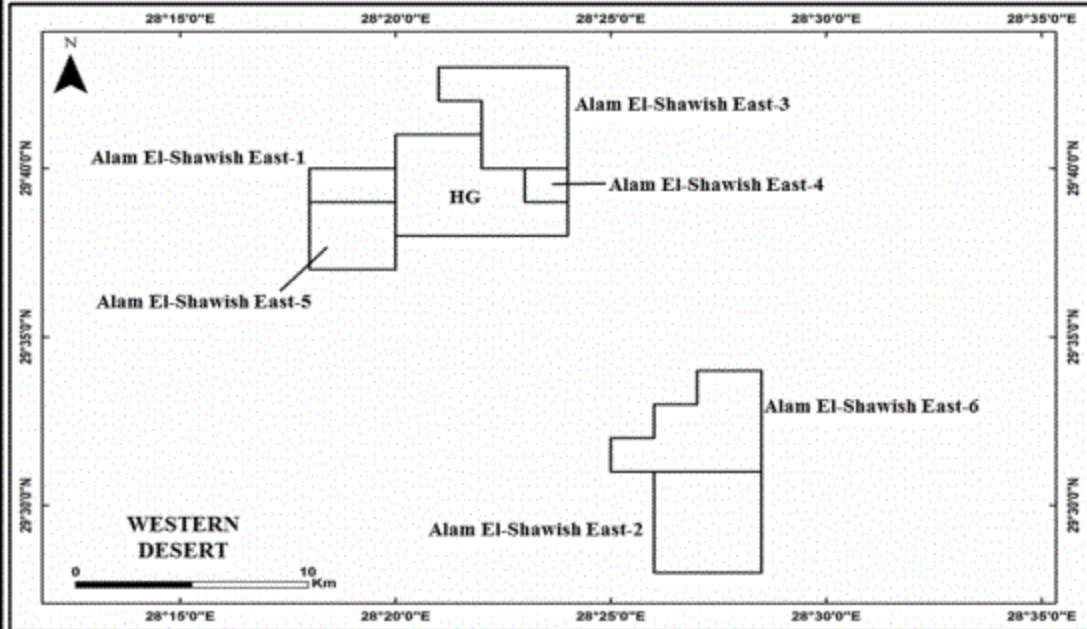 28°15'0"E 28°20'0"E 28°25'0"E 28°30'0"E 28°35'0"E
N
Alam El-Shawish East-3
Alam El-Shawish East-1
29°40'0"N
29°40'0"N
Alam El-Shawish East-4
HG
Alam El-Shawish East-5
29°35'0"N
29°35'0"N
Alam El-Shawish East-6
29°30'0"N
29°30'0"N
Alam El-Shawish East-2
WESTERN
DESERT
0 10
Km
28°15'0"E 28°20'0"E 28°25'0"E 28°30'0"E 28°35'0"E